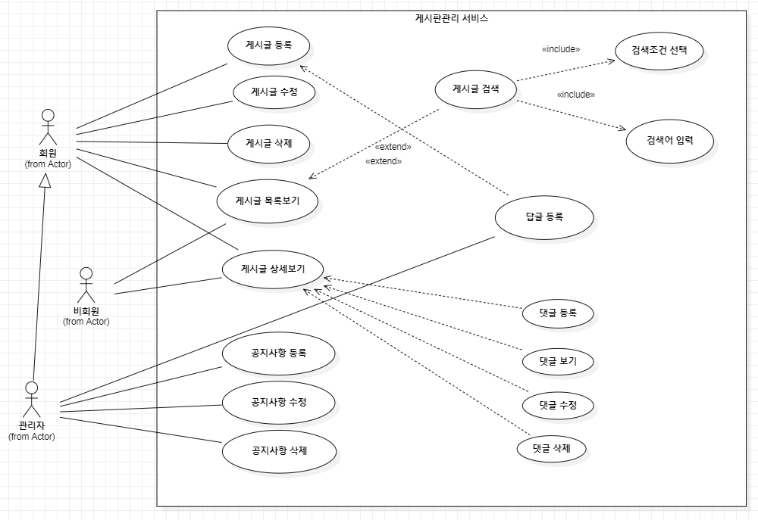 게시판관리 서비스
게시글 등록
«include»
검색조건 선택
게시글 수정
게시글 검색
«include»
회원
(from Actor)
게시글 삭제
«extend»
«extend»
검색어 입력
게시글 목록보기
답글 등록
게시글 상세보기
비회원
(from Actor)
댓글 등록
공지사항 등록
댓글 보기
관리자
(from Actor)
공지사항 수정
댓글 수정
공지사항 삭제
댓글 삭제